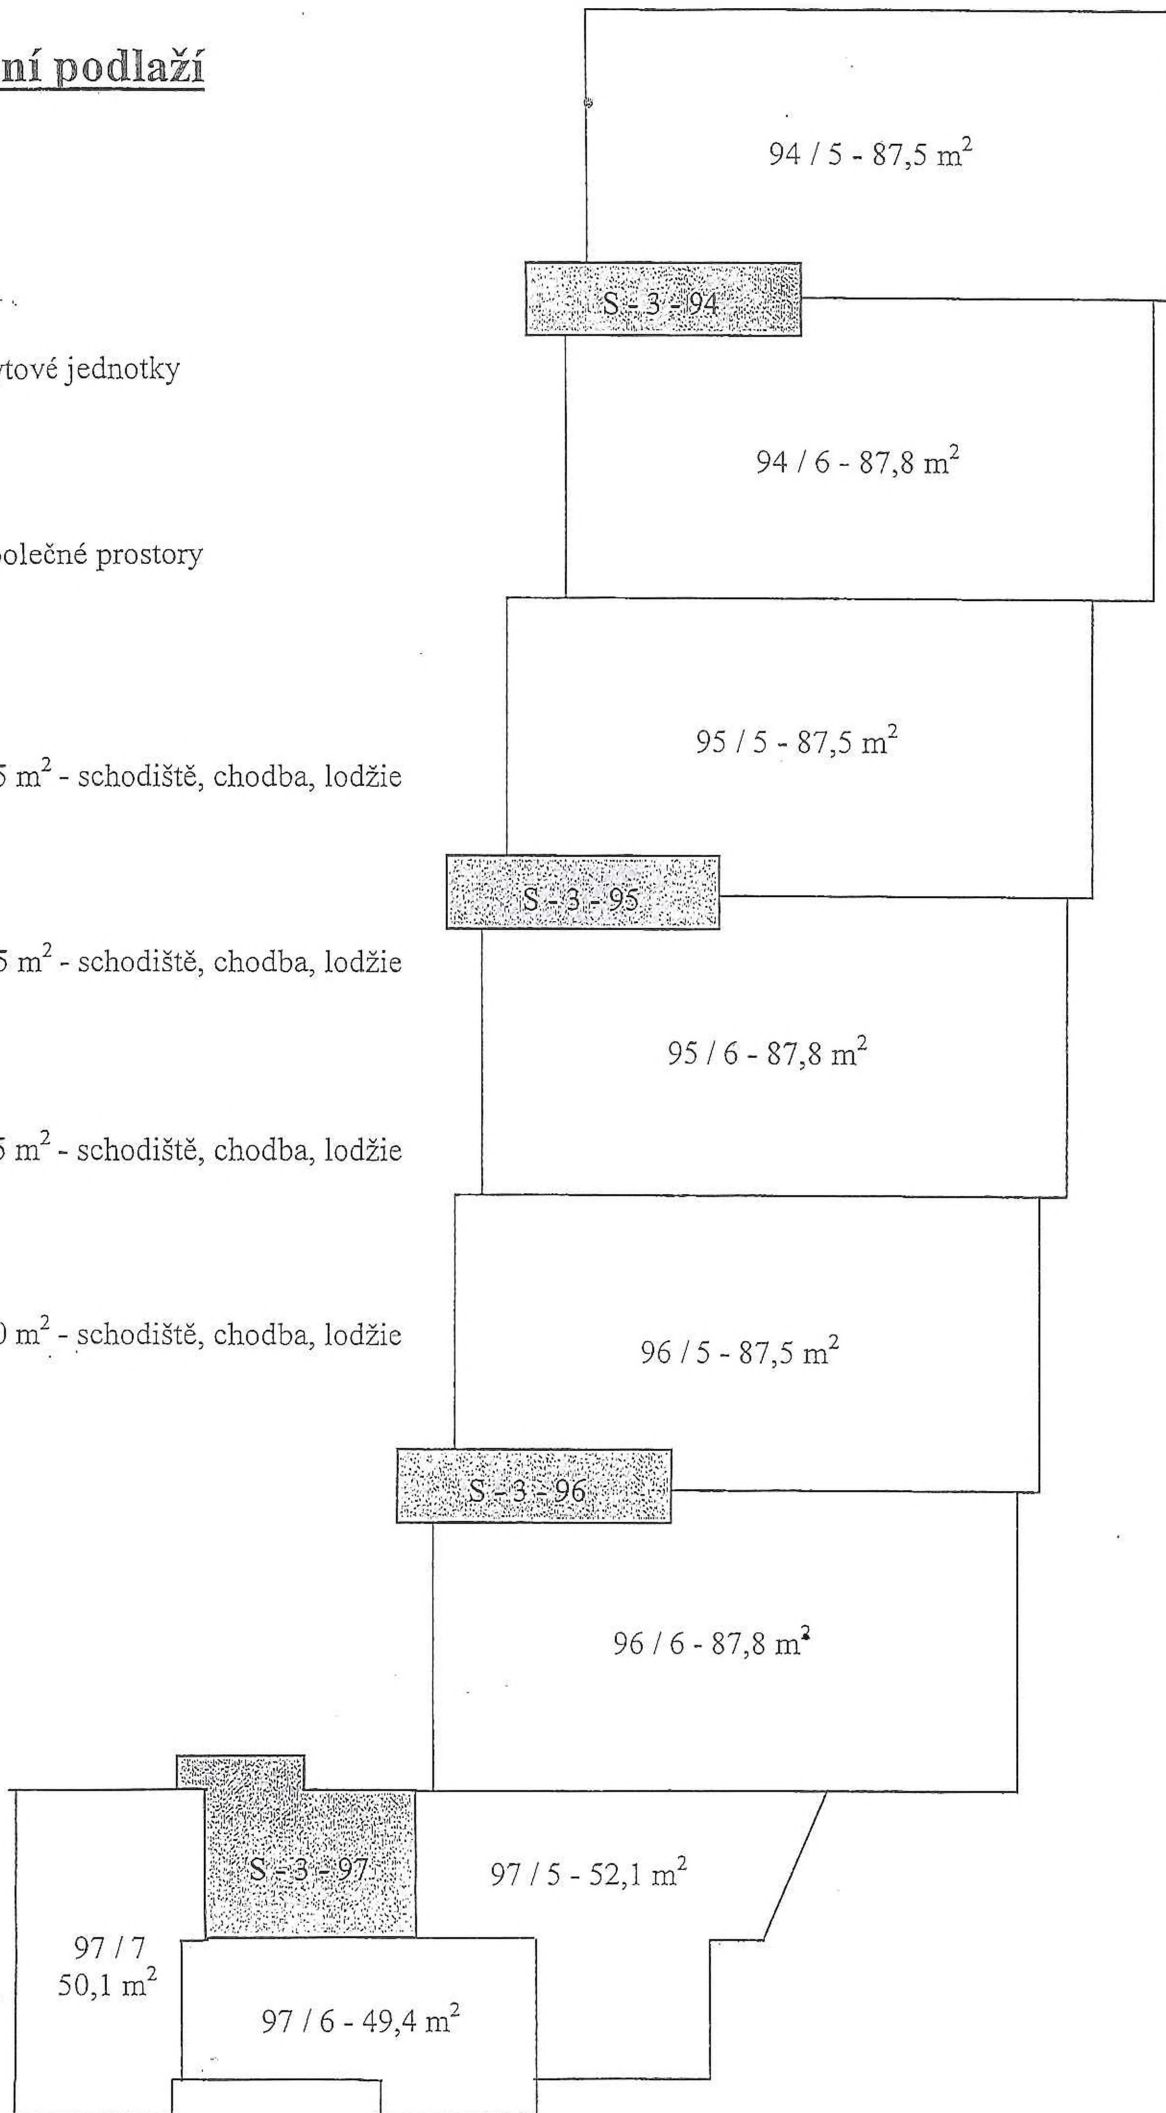 ní podlaží
94 / 5 - 87,5 m²
S - 3 - 94
tové jednotky
94 / 6 - 87,8 m²
olečné prostory
95 / 5 - 87,5 m²
5 m² - schodiště, chodba, lodžie
S - 3 - 95
5 m² - schodiště, chodba, lodžie
95 / 6 - 87,8 m²
5 m² - schodiště, chodba, lodžie
0 m² - schodiště, chodba, lodžie
96 / 5 - 87,5 m²
S - 3 - 96
96 / 6 - 87,8 m²
S - 3 - 97
97 / 5 - 52,1 m²
97 / 7
50,1 m²
97 / 6 - 49,4 m²